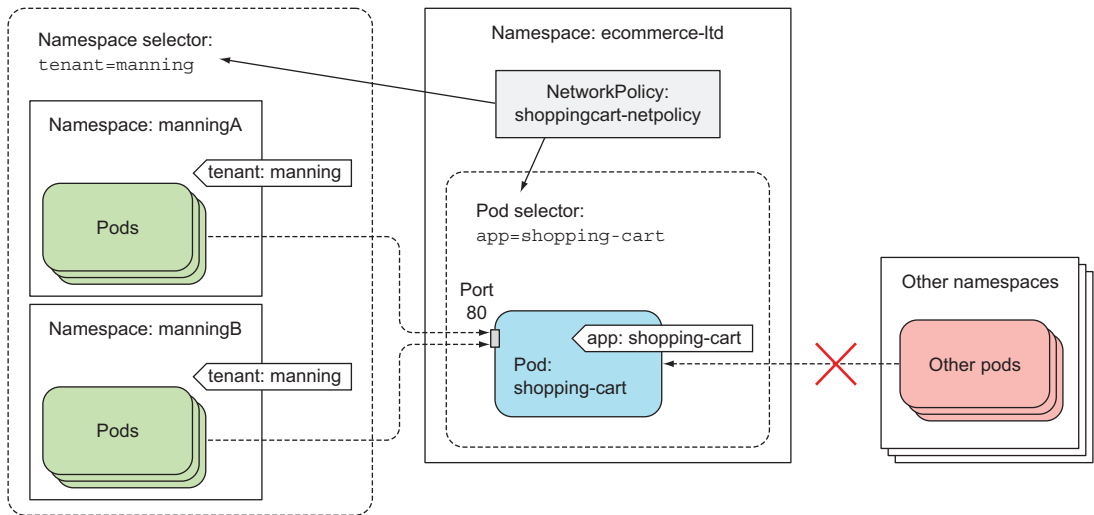 Namespace selector:
tenant=manning
Namespace: manningA
tenant: manning
Pods
Namespace: manningB
tenant: manning
Pods
Namespace: ecommerce-ltd
NetworkPolicy:
shoppingcart-netpolicy
Pod selector:
app=shopping-cart
Port
80
app: shopping-cart
Pod:
shopping-cart
Other namespaces
Other pods